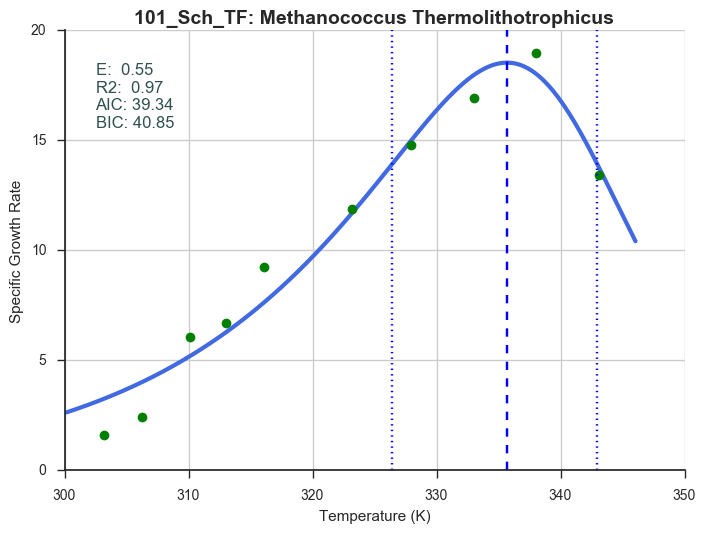 101_Sch_TF: Methanococcus Thermolithotrophicus
E:  0.55
R2:  0.97
AIC: 39.34
BIC: 40.85
20
15
10
5
0
Specific Growth Rate
300 310 320 330 340 350
Temperature (K)